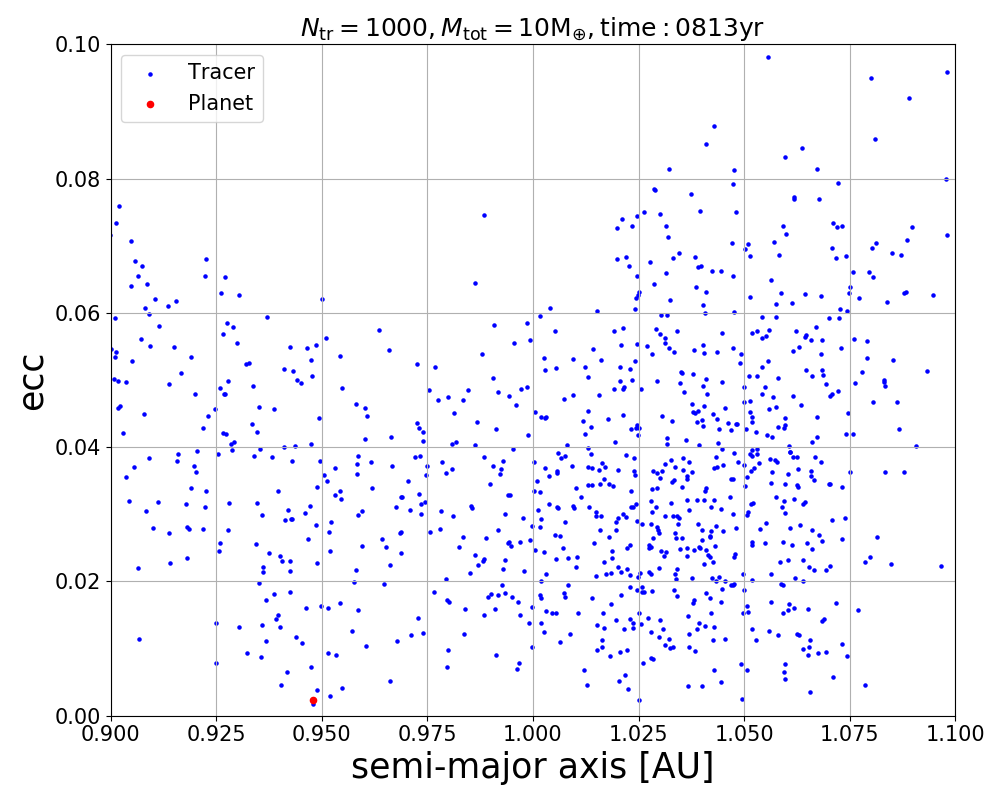 N_tr = 1000, M_tot = 10M_⊕, time : 0813yr
Tracer
Planet
ecc
0.10
0.08
0.06
0.04
0.02
0.00
0.900 0.925 0.950 0.975 1.000 1.025 1.050 1.075 1.100
semi-major axis [AU]